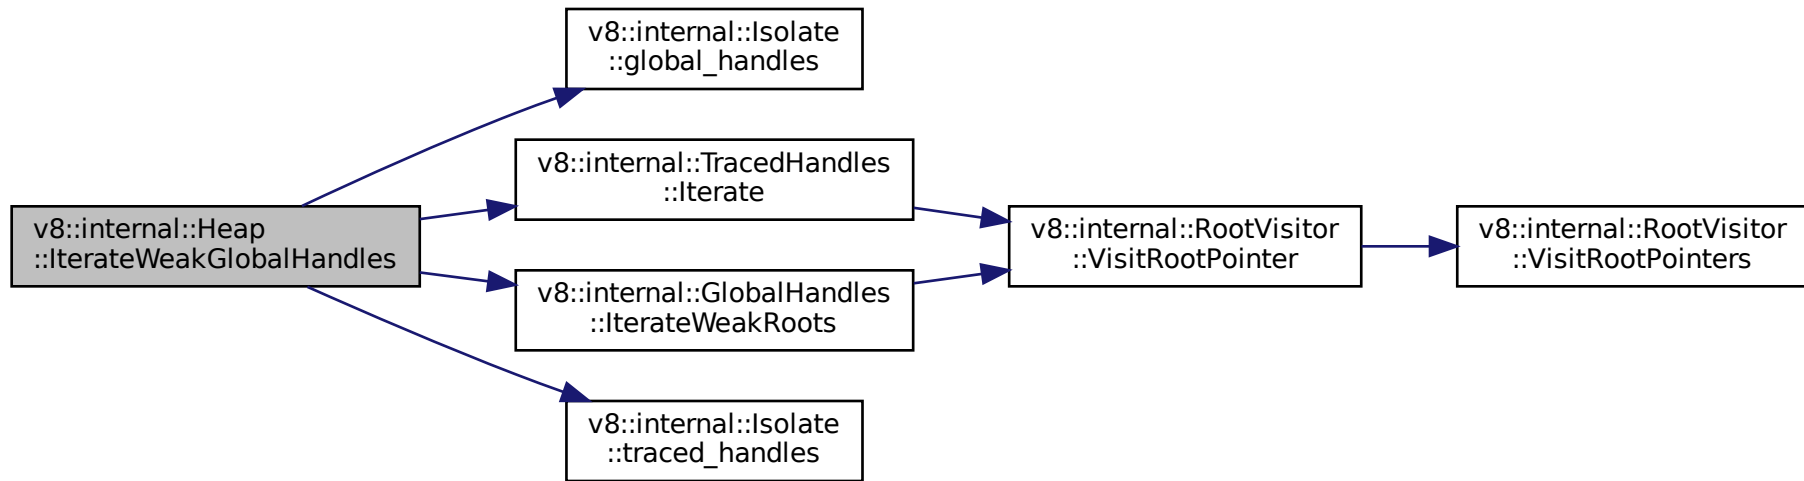 v8::internal::Isolate
::global_handles
v8::internal::TracedHandles
::Iterate
v8::internal::Heap
::IterateWeakGlobalHandles
v8::internal::RootVisitor
::VisitRootPointer
v8::internal::RootVisitor
::VisitRootPointers
v8::internal::GlobalHandles
::IterateWeakRoots
v8::internal::Isolate
::traced_handles